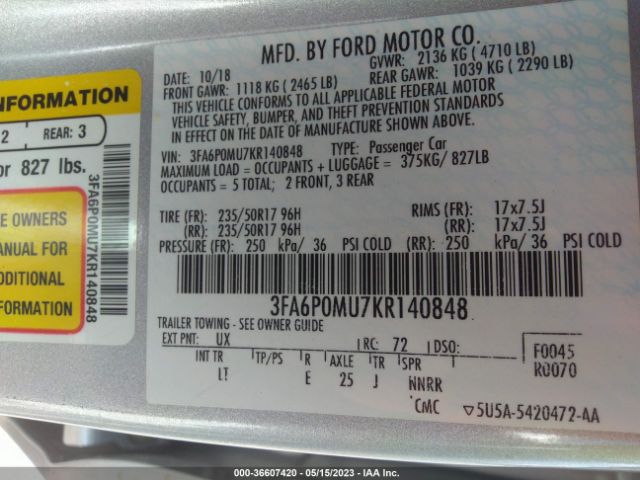 MFD. BY FORD MOTOR CO.
DATE: 10/18
GVWR: 2136 KG ( 4710 LB)
FRONT GAWR: 1118 KG ( 2465 LB)
REAR GAWR: 1039 KG ( 2290 LB)
THIS VEHICLE CONFORMS TO ALL APPLICABLE FEDERAL MOTOR
VEHICLE SAFETY, BUMPER, AND THEFT PREVENTION STANDARDS
IN EFFECT ON THE DATE OF MANUFACTURE SHOWN ABOVE.
VIN: 3FA6P0MU7KR140848 TYPE: Passenger Car
MAXIMUM LOAD = OCCUPANTS + LUGGAGE = 375KG/ 827LB
OCCUPANTS = 5 TOTAL; 2 FRONT, 3 REAR
TIRE (FR): 235/50R17 96H RIMS (FR): 17x7.5J
(RR): 235/50R17 96H (RR): 17x7.5J
PRESSURE (FR): 250 kPa/ 36 PSI COLD (RR): 250 kPa/ 36 PSI COLD
3FA6P0MU7KR140848
TRAILER TOWING - SEE OWNER GUIDE
EXT PNT: UX RC: 72 DSO: F0045
R0070
INT TR TP/PS R AXLE TR SPR
LT E 25 J NNRR
CMC 5U5A-5420472-AA
NFORMATION
2 REAR: 3
or 827 lbs.
E OWNERS
ANUAL FOR
DDITIONAL
FORMATION
3FA6P0MU7KR140848
000-36607420 - 05/15/2023 - IAA Inc.